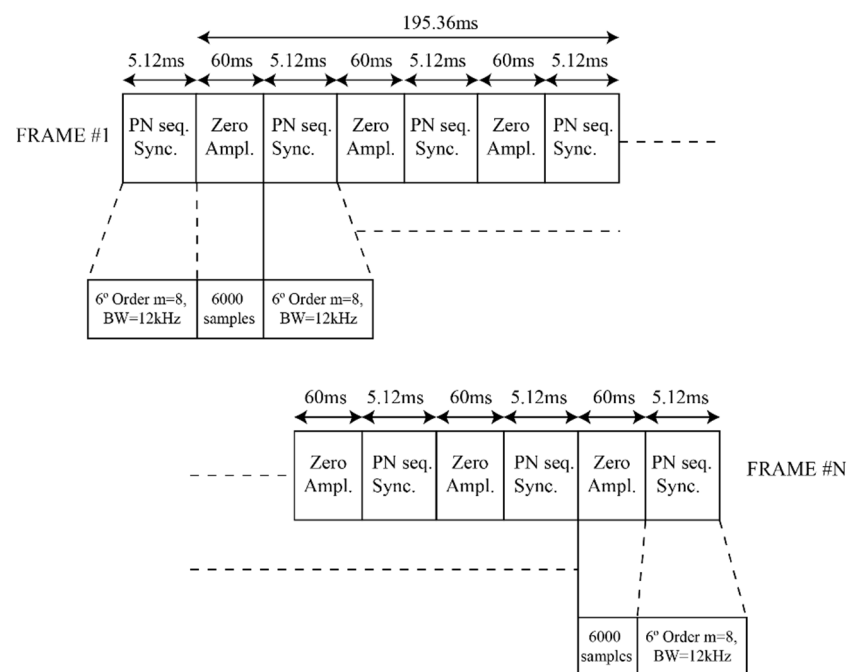 195.36ms
5.12ms 60ms 5.12ms 60ms 5.12ms 60ms 5.12ms
FRAME #1
PN seq. Zero PN seq. Zero PN seq. Zero PN seq.
Sync. Ampl. Sync. Ampl. Sync. Ampl. Sync.
6º Order m=8, 6000 6º Order m=8,
BW=12kHz samples BW=12kHz
60ms 5.12ms 60ms 5.12ms 60ms 5.12ms
Zero PN seq. Zero PN seq. Zero PN seq.
Ampl. Sync. Ampl. Sync. Ampl. Sync.
FRAME #N
6000 6º Order m=8,
samples BW=12kHz